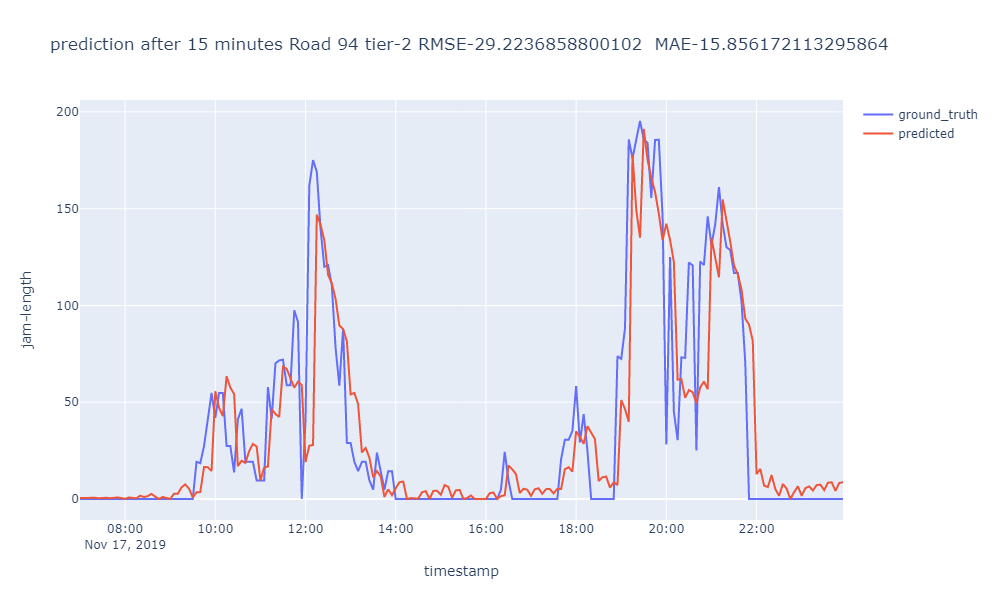 prediction after 15 minutes Road 94 tier-2 RMSE-29.2236858800102  MAE-15.856172113295864
ground_truth
predicted
200
150
100
50
0
jam-length
08:00 10:00 12:00 14:00 16:00 18:00 20:00 22:00
Nov 17, 2019
timestamp